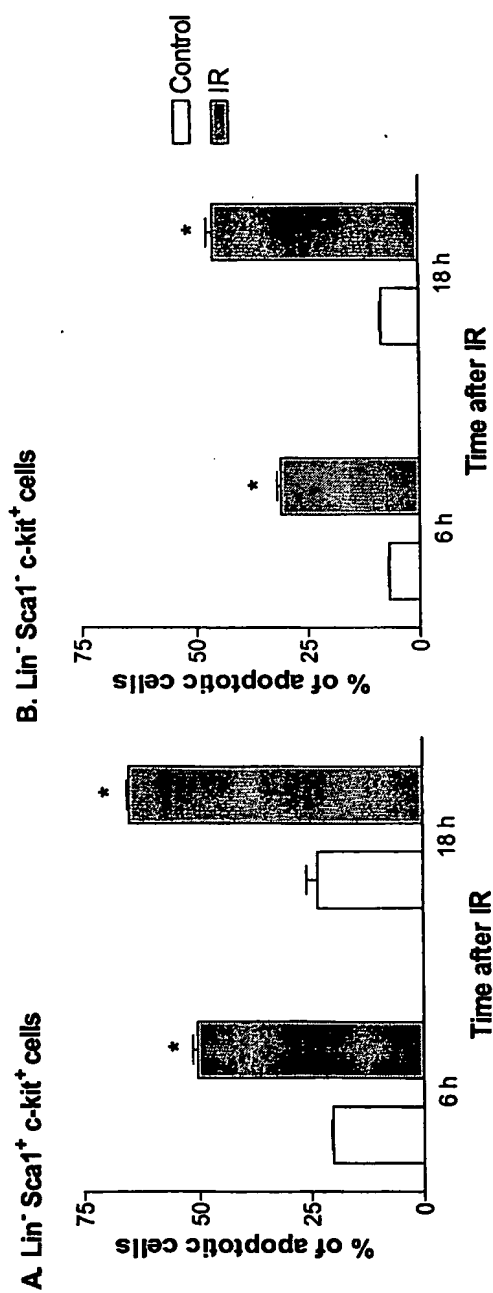 A. Lin⁻ Sca1⁺ c-kit⁺ cells
% of apoptotic cells
75
50
25
0
*
*
6 h
18 h
Time after IR
B. Lin⁻ Sca1⁻ c-kit⁺ cells
% of apoptotic cells
75
50
25
0
*
*
6 h
18 h
Time after IR
Control
IR